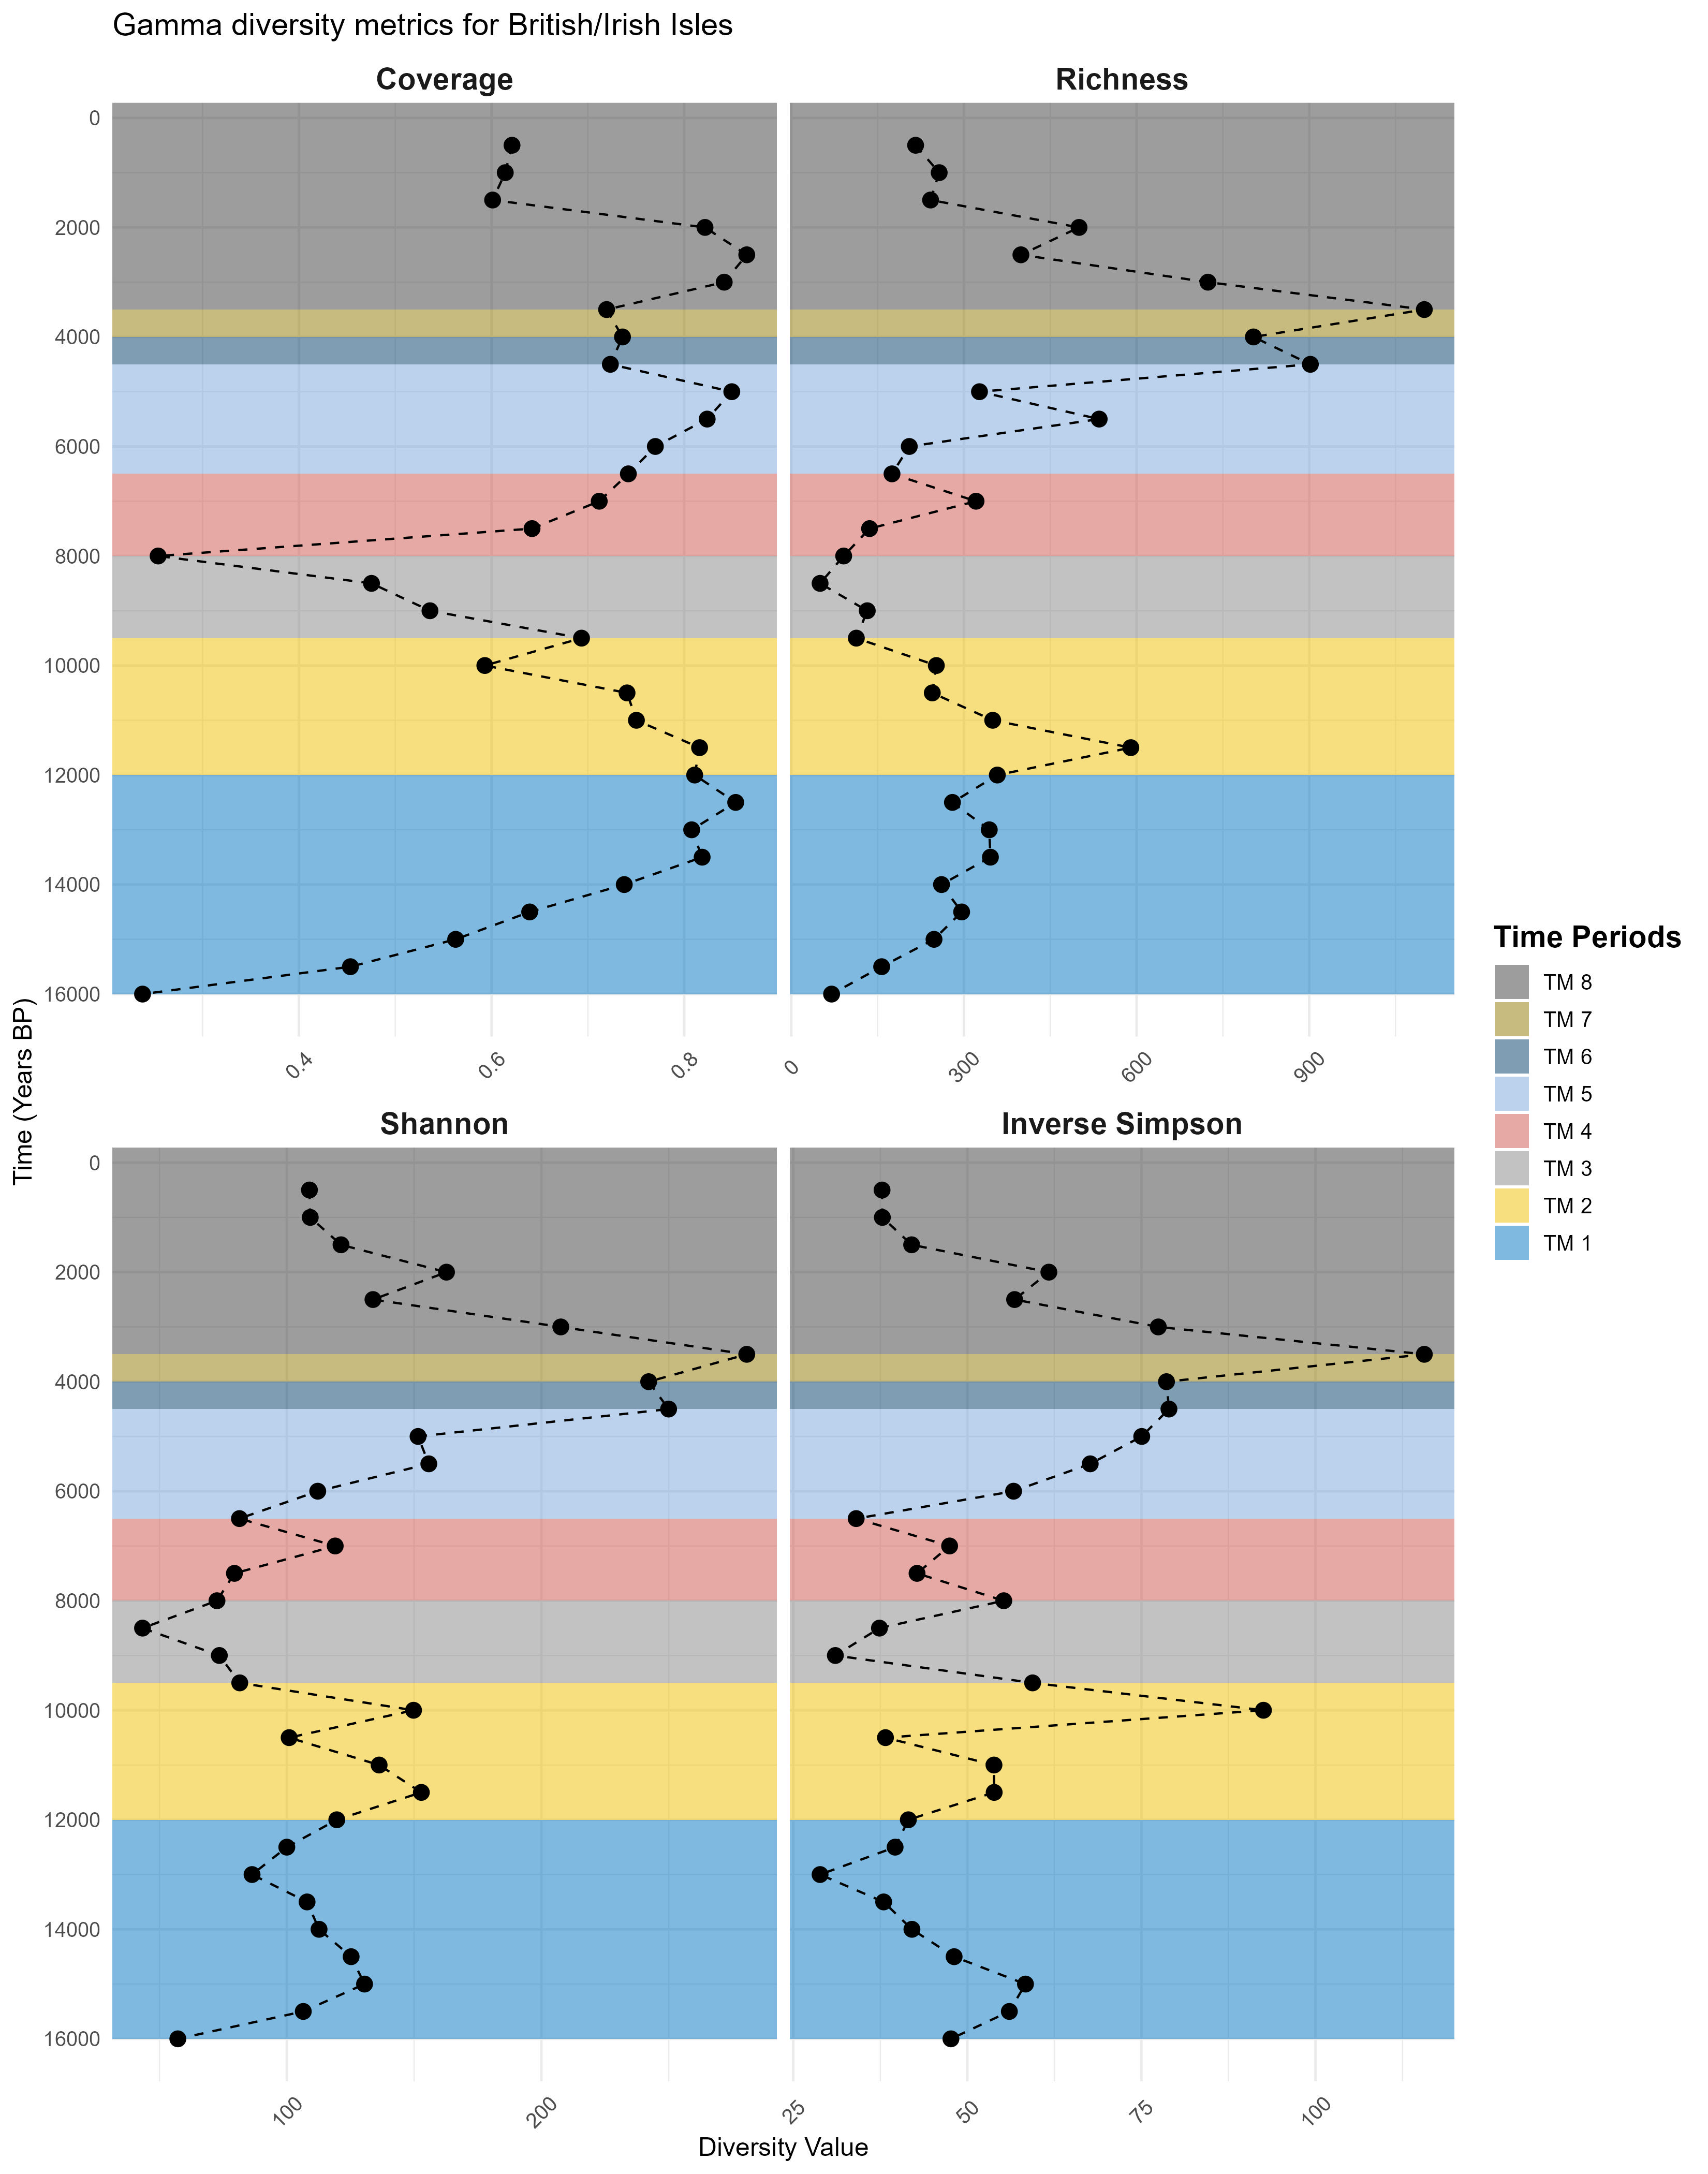 Gamma diversity metrics for British/Irish Isles
Coverage
Richness
0
2000
4000
6000
8000
10000
12000
14000
16000
0.4
0.6
0.8
0
300
600
900
Time (Years BP)
Shannon
Inverse Simpson
0
2000
4000
6000
8000
10000
12000
14000
16000
100
200
25
50
75
100
Diversity Value
Time Periods
TM 8
TM 7
TM 6
TM 5
TM 4
TM 3
TM 2
TM 1